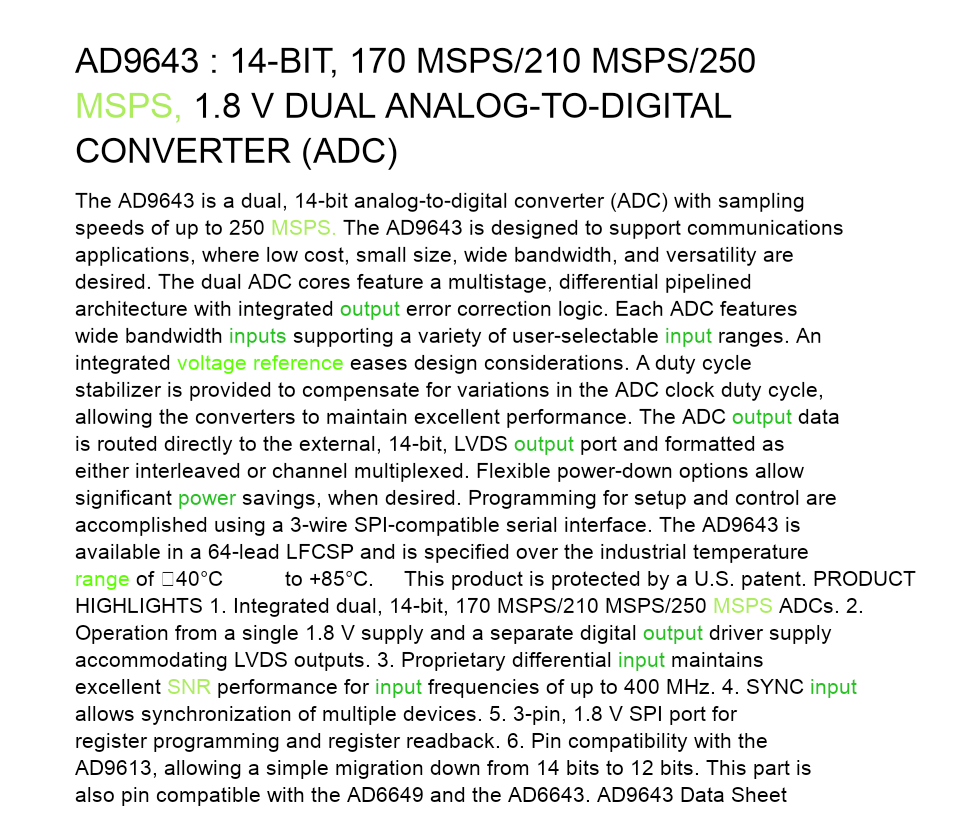 AD9643 : 14-BIT, 170 MSPS/210 MSPS/250
MSPS, 1.8 V DUAL ANALOG-TO-DIGITAL
CONVERTER (ADC)
The AD9643 is a dual, 14-bit analog-to-digital converter (ADC) with sampling
speeds of up to 250 MSPS. The AD9643 is designed to support communications
applications, where low cost, small size, wide bandwidth, and versatility are
desired. The dual ADC cores feature a multistage, differential pipelined
architecture with integrated output error correction logic. Each ADC features
wide bandwidth inputs supporting a variety of user-selectable input ranges. An
integrated voltage reference eases design considerations. A duty cycle
stabilizer is provided to compensate for variations in the ADC clock duty cycle,
allowing the converters to maintain excellent performance. The ADC output data
is routed directly to the external, 14-bit, LVDS output port and formatted as
either interleaved or channel multiplexed. Flexible power-down options allow
significant power savings, when desired. Programming for setup and control are
accomplished using a 3-wire SPI-compatible serial interface. The AD9643 is
available in a 64-lead LFCSP and is specified over the industrial temperature
range of □40°C to +85°C. This product is protected by a U.S. patent. PRODUCT
HIGHLIGHTS 1. Integrated dual, 14-bit, 170 MSPS/210 MSPS/250 MSPS ADCs. 2.
Operation from a single 1.8 V supply and a separate digital output driver supply
accommodating LVDS outputs. 3. Proprietary differential input maintains
excellent SNR performance for input frequencies of up to 400 MHz. 4. SYNC input
allows synchronization of multiple devices. 5. 3-pin, 1.8 V SPI port for
register programming and register readback. 6. Pin compatibility with the
AD9613, allowing a simple migration down from 14 bits to 12 bits. This part is
also pin compatible with the AD6649 and the AD6643. AD9643 Data Sheet